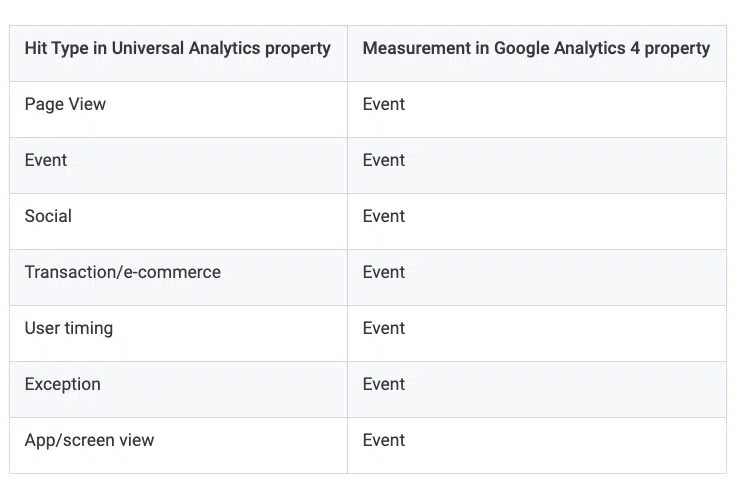 Hit Type in Universal Analytics property Measurement in Google Analytics 4 property
Page View Event
Event Event
Social Event
Transaction/e-commerce Event
User timing Event
Exception Event
App/screen view Event